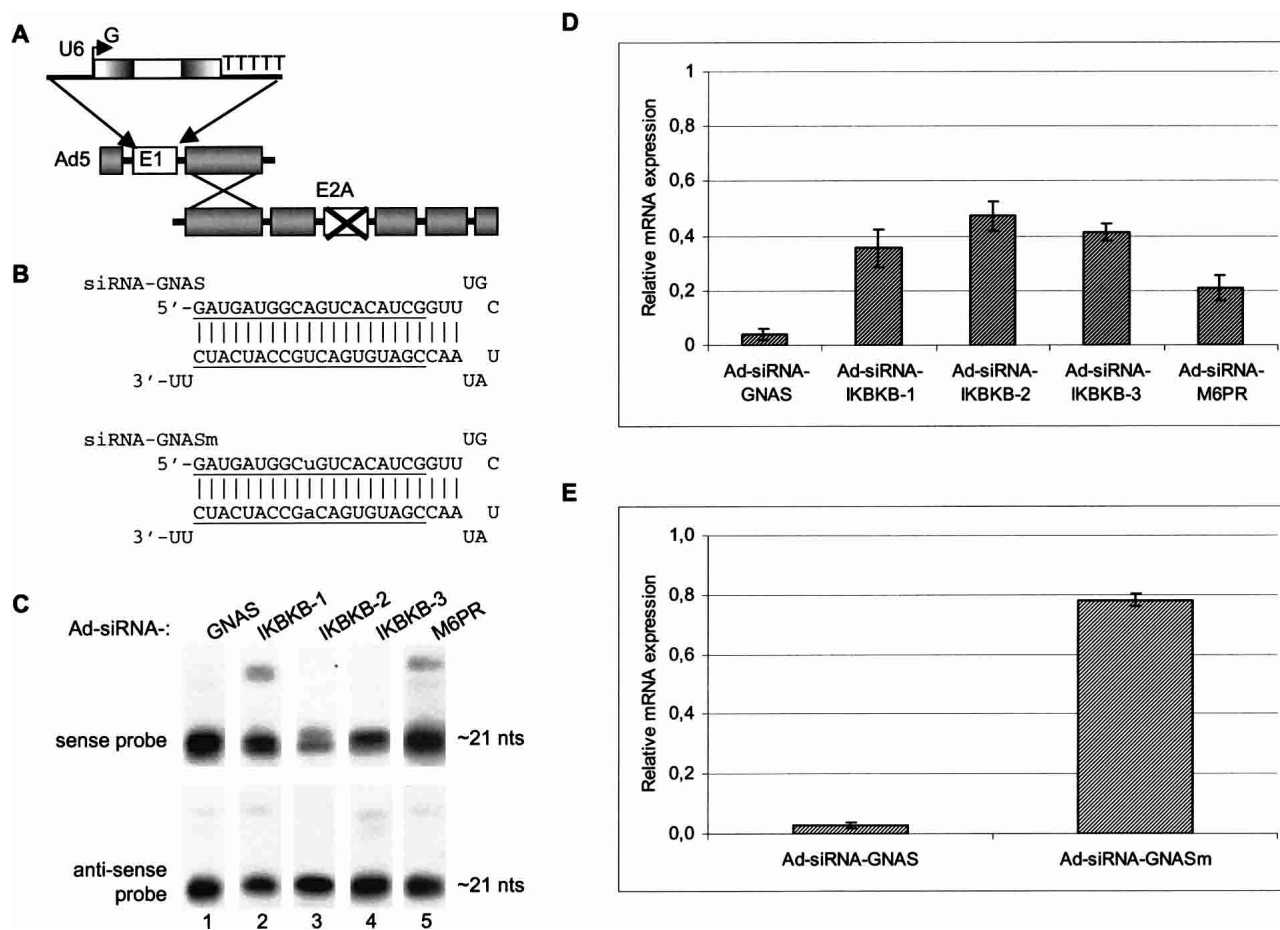 A
U6
G
TTTTT
Ad5
E1
E2A
B
siRNA-GNAS
UG
5'-GAUGAUGGCAGUCACAUCGGUU
C
CUACUACCGUCAGUGUAGCCAA
U
3'-UU
UA
siRNA-GNASm
UG
5'-GAUGAUGGCuGUCACAUCGGUU
C
CUACUACCGaCAGUGUAGCCAA
U
3'-UU
UA
C
Ad-siRNA-:
GNAS
IKBKB-1
IKBKB-2
IKBKB-3
M6PR
sense probe
~21 nts
anti-sense
probe
~21 nts
1 2 3 4 5
D
Relative mRNA expression
1
0,8
0,6
0,4
0,2
0
Ad-siRNA-
GNAS
Ad-siRNA-
IKBKB-1
Ad-siRNA-
IKBKB-2
Ad-siRNA-
IKBKB-3
Ad-siRNA-
M6PR
E
Relative mRNA expression
1,0
0,8
0,6
0,4
0,2
0,0
Ad-siRNA-GNAS
Ad-siRNA-GNASm